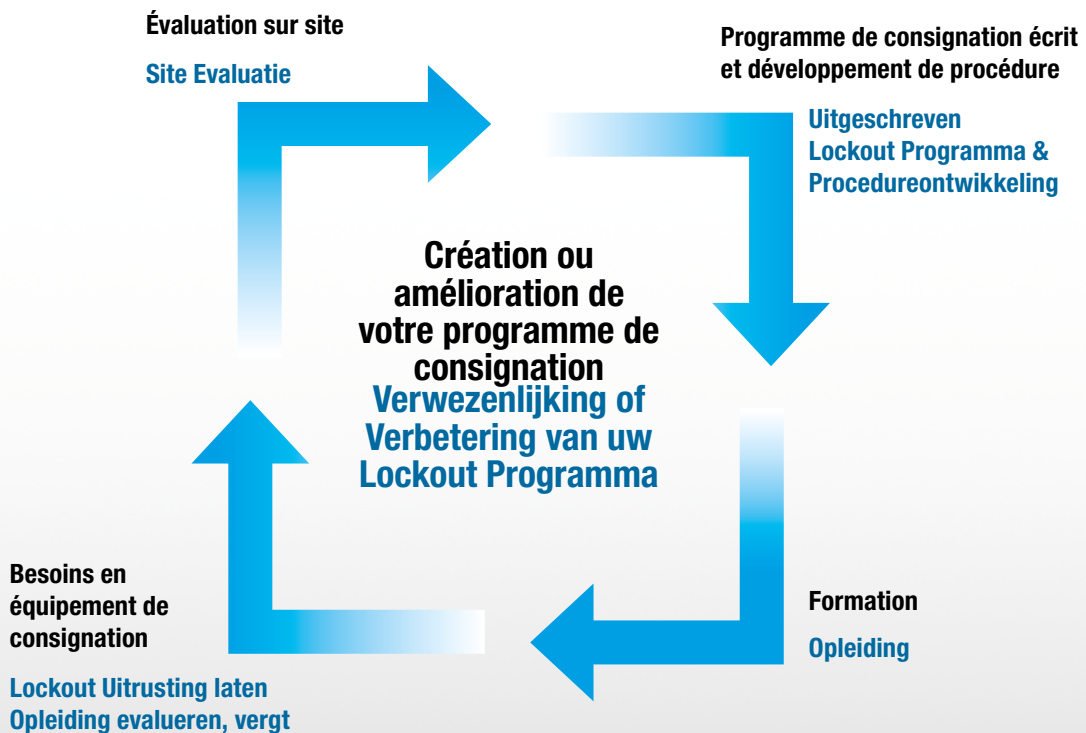 Évaluation sur site
Site Evaluatie
Programme de consignation écrit
et développement de procédure
Uitgeschreven
Lockout Programma &
Procedureontwikkeling
Création ou
amélioration de
votre programme de
consignation
Verwezenlijking of
Verbetering van uw
Lockout Programma
Besoins en
équipement de
consignation
Lockout Uitrusting laten
Opleiding evalueren, vergt
Formation
Opleiding